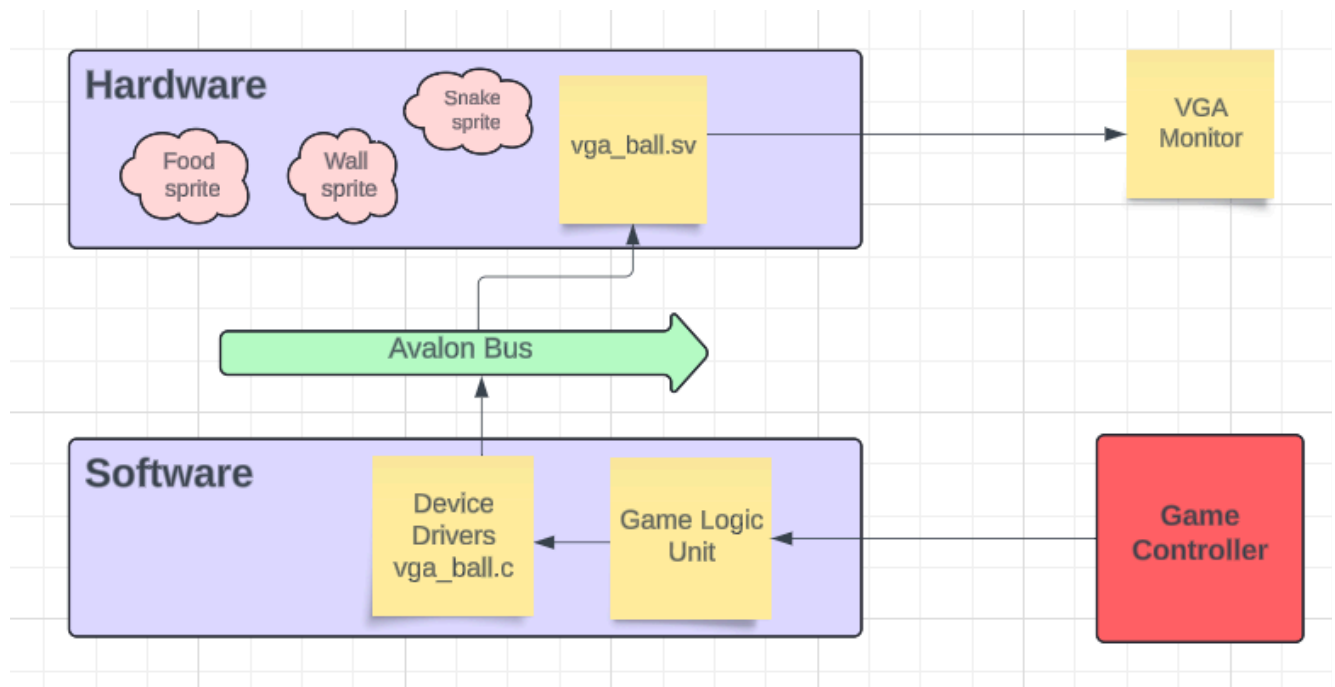 Hardware
Snake
sprite
Food
sprite
Wall
sprite
vga_ball.sv
VGA
Monitor
Avalon Bus
Software
Device
Drivers
vga_ball.c
Game Logic
Unit
Game
Controller